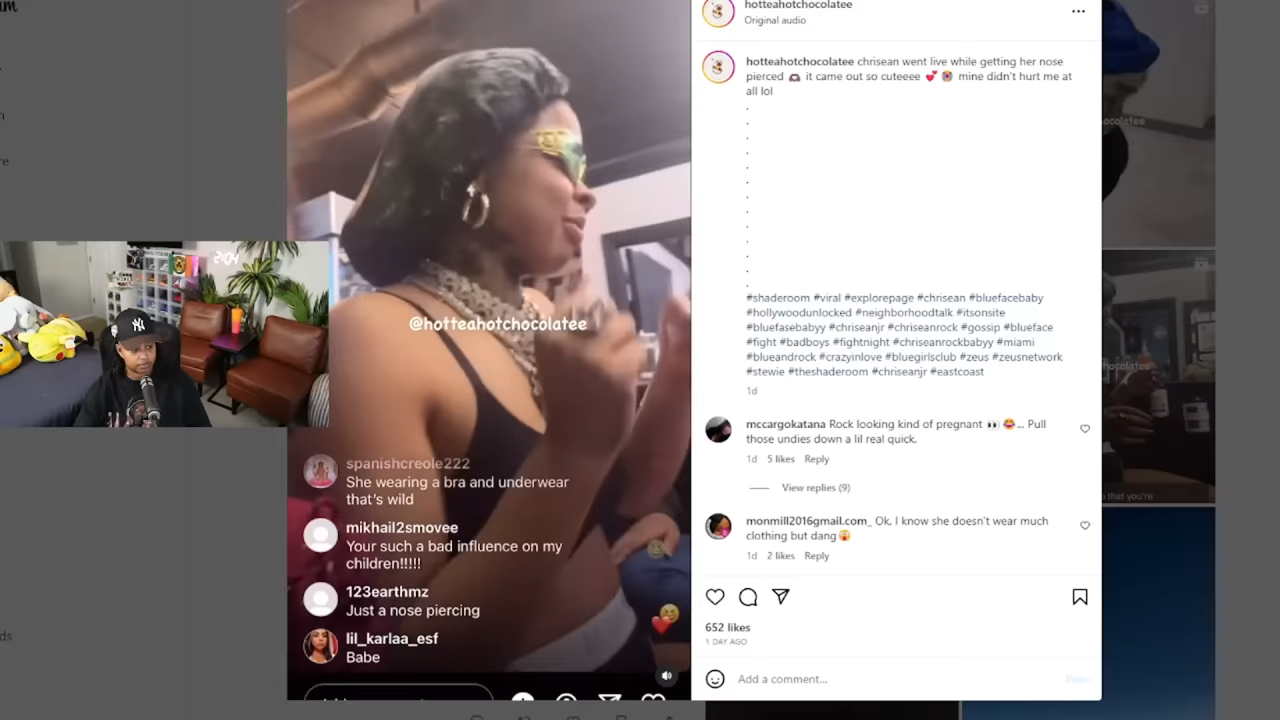 hotteahotchocolatee
Original audio
hotteahotchocolatee chrisean went live while getting her nose
pierced 🫶🏽 it came out so cuteeee 💕 mine didn't hurt me at
all lol
.
.
.
.
.
.
.
.
.
.
.
.
.
#shaderoom #viral #explorepage #chrisean #bluefacebaby
#hollywoodunlocked #neighborhoodtalk #itsonsite
#bluefasebabyy #chriseanjr #chriseanrock #gossip #blueface
#fight #badboys #fightnight #chriseanrockbabyy #miami
#blueandrock #crazyinlove #bluegirlsclub #zeus #zeusnetwork
#stewie #theshaderoom #chriseanjr #eastcoast
1d
mccargokatana Rock looking kind of pregnant 👀 😂... Pull
those undies down a lil real quick.
1d 5 likes Reply
View replies (9)
monmill2016gmail.com_ Ok, I know she doesn't wear much
clothing but dang😱
1d 2 likes Reply
652 likes
1 DAY AGO
Add a comment...
@hotteahotchocolatee
spanishcreole222
She wearing a bra and underwear
that's wild
mikhail2smovee
Your such a bad influence on my
children!!!!!
123earthmz
Just a nose piercing
lil_karlaa_esf
Babe
2:04
NY